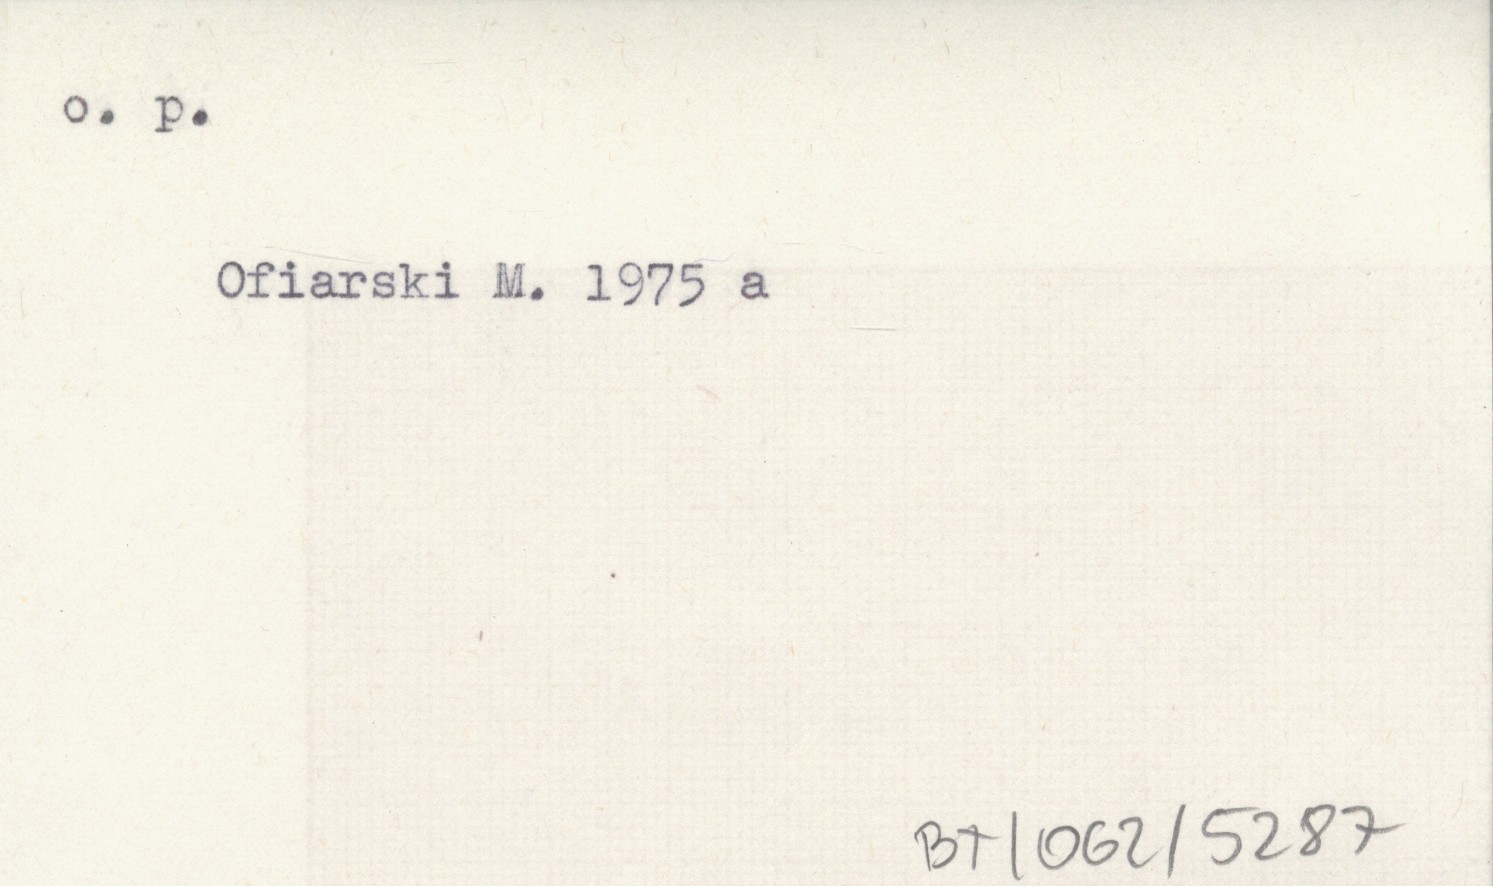 o. p.
Ofiarski M. 1975 a
BT/062/5287